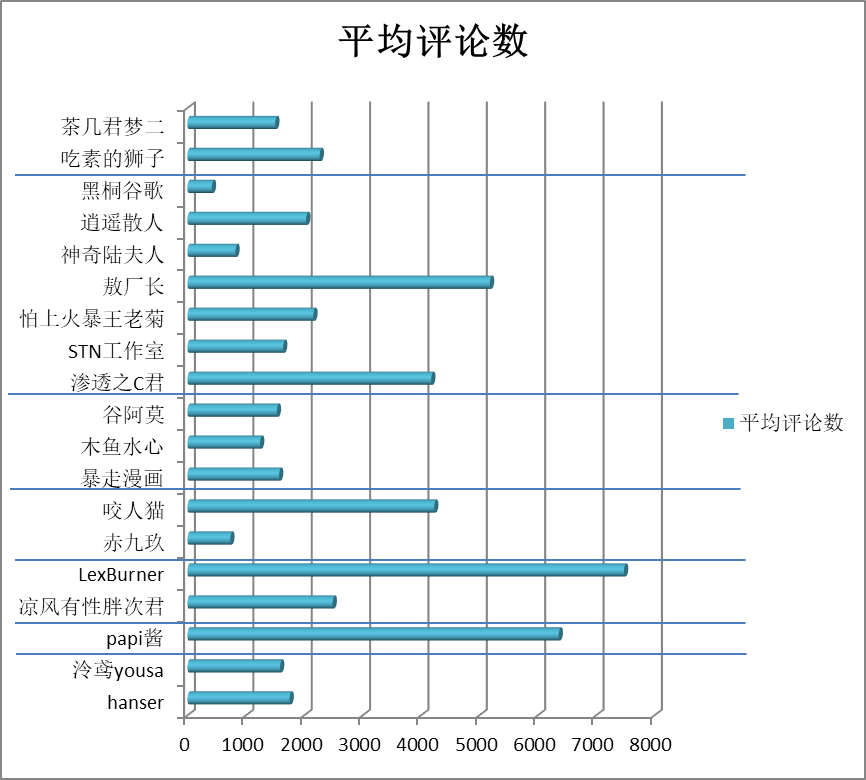 平均评论数
茶几君梦二
吃素的狮子
黑桐谷歌
逍遥散人
神奇陆夫人
敖厂长
怕上火暴王老菊
STN工作室
渗透之C君
谷阿莫
木鱼水心
暴走漫画
咬人猫
赤九玖
LexBurner
凉风有性胖次君
papi酱
泠鸢yousa
hanser
平均评论数
0 1000 2000 3000 4000 5000 6000 7000 8000